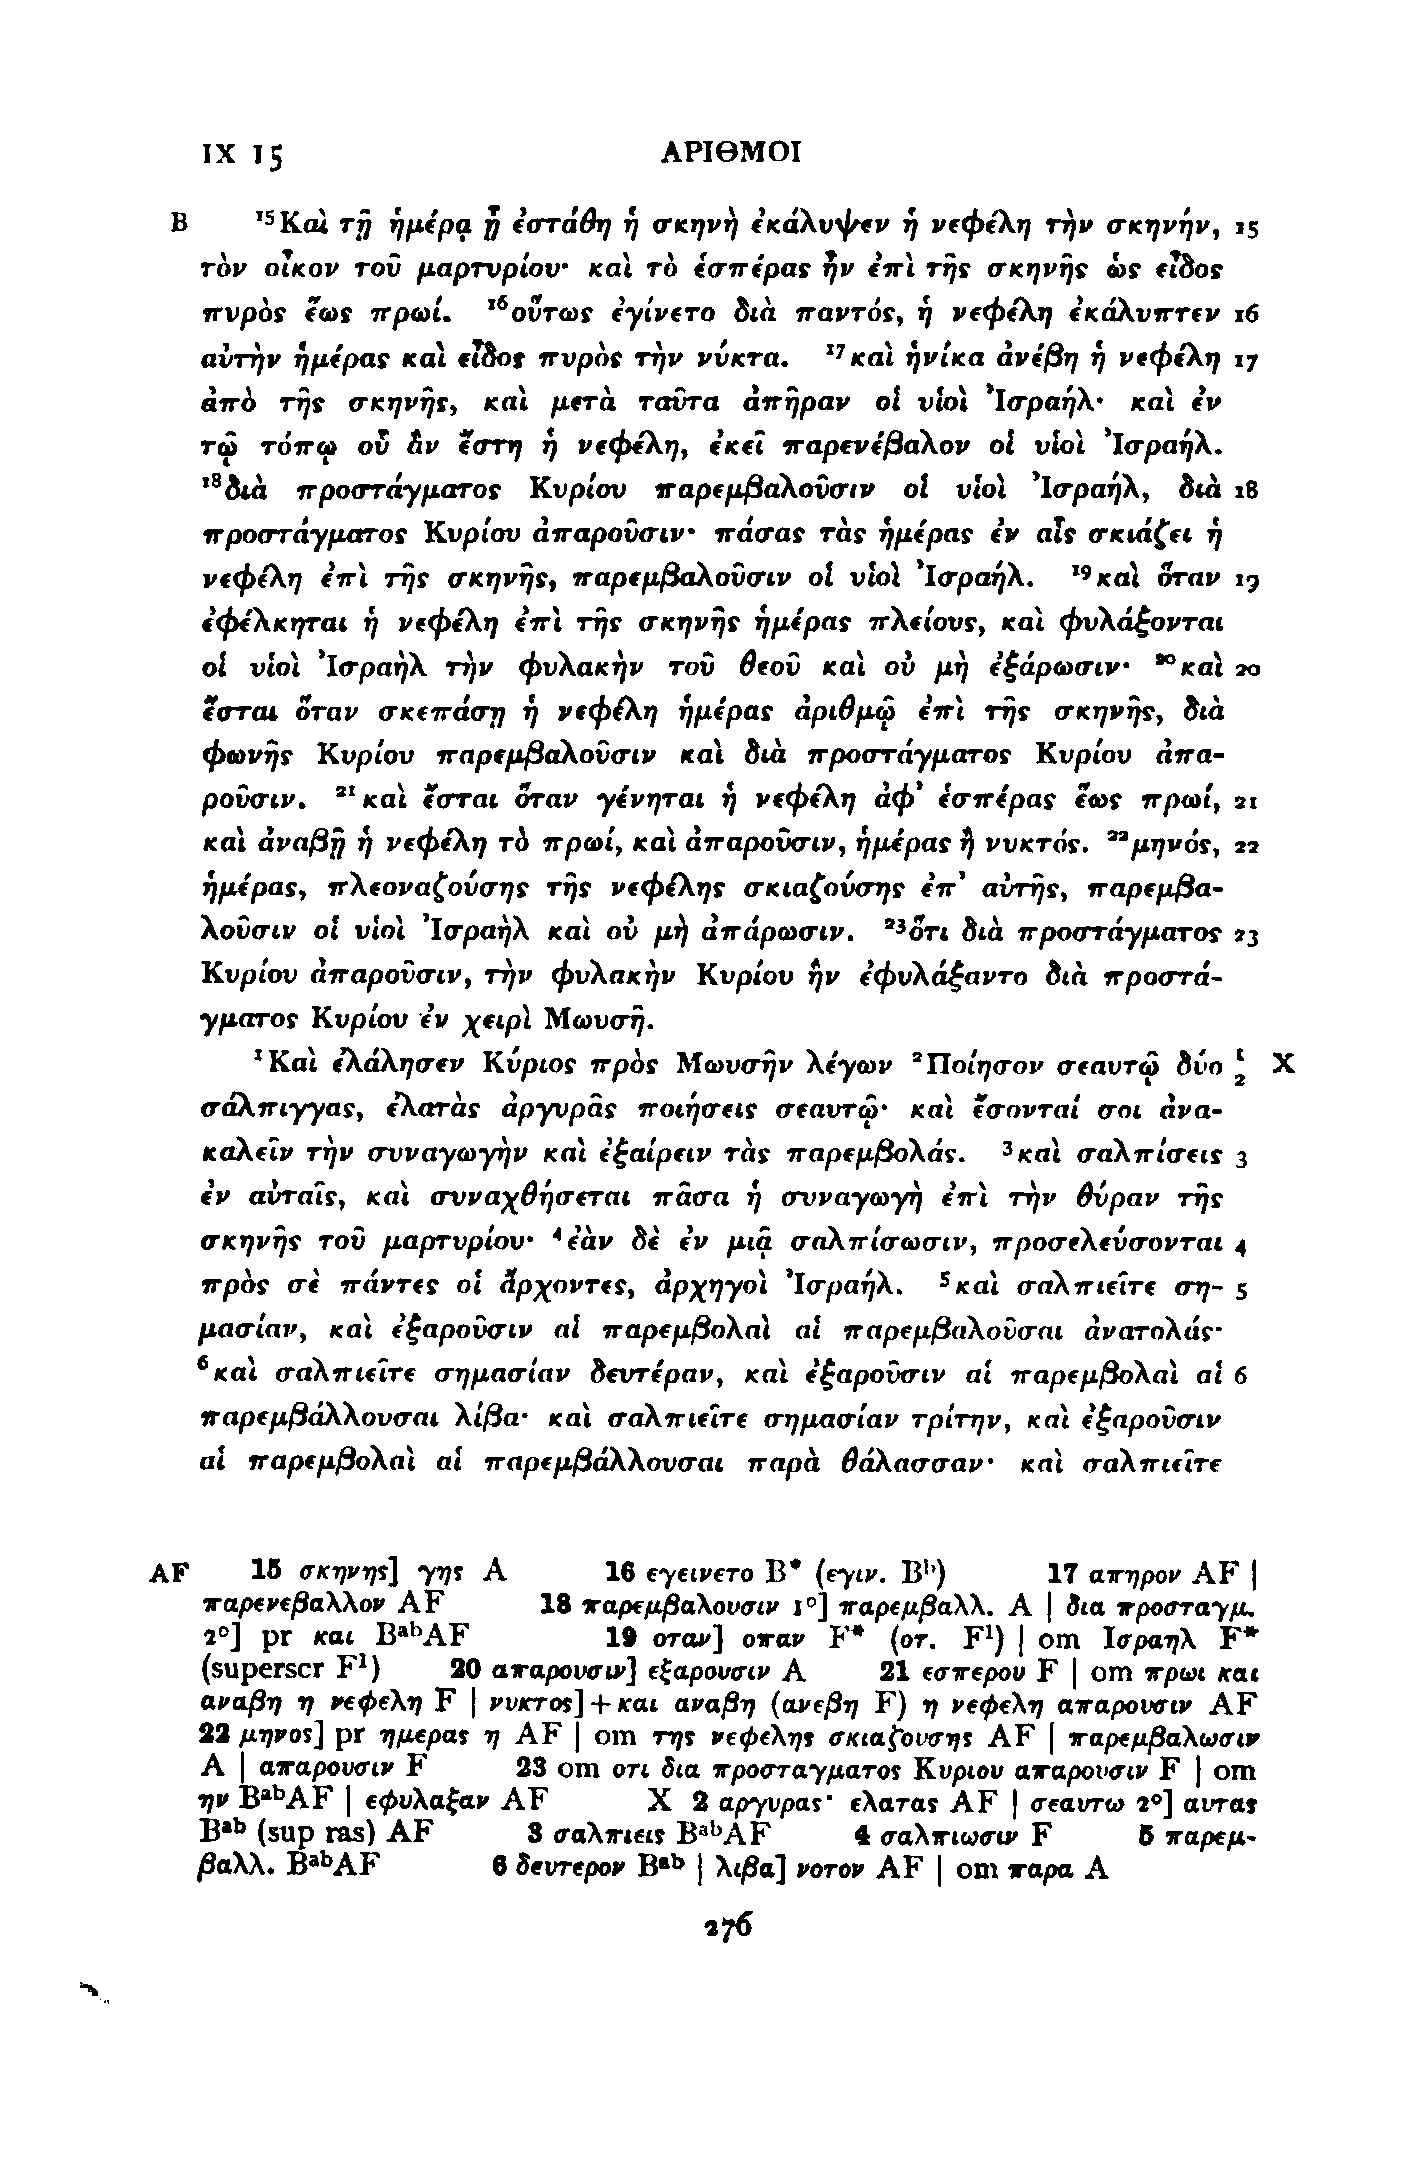 IX 15 ΑΡΙΘΜΟΙ
B ¹⁵Καὶ τῇ ἡμέρᾳ ᾗ ἐστάθη ἡ σκηνὴ ἐκάλυψεν ἡ νεφέλη τὴν σκηνήν, 15
τὸν οἶκον τοῦ μαρτυρίου· καὶ τὸ ἑσπέρας ἦν ἐπὶ τῆς σκηνῆς ὡς εἶδος
πυρὸς ἕως πρωί. ¹⁶οὕτως ἐγίνετο διὰ παντός, ἡ νεφέλη ἐκάλυπτεν 16
αὐτὴν ἡμέρας καὶ εἶδος πυρὸς τὴν νύκτα. ¹⁷καὶ ἡνίκα ἀνέβη ἡ νεφέλη 17
ἀπὸ τῆς σκηνῆς, καὶ μετὰ ταῦτα ἀπῆραν οἱ υἱοὶ Ἰσραήλ· καὶ ἐν
τῷ τόπῳ οὗ ἂν ἔστη ἡ νεφέλη, ἐκεῖ παρενέβαλον οἱ υἱοὶ Ἰσραήλ.
¹⁸διὰ προστάγματος Κυρίου παρεμβαλοῦσιν οἱ υἱοὶ Ἰσραήλ, διὰ 18
προστάγματος Κυρίου ἀπαροῦσιν· πάσας τὰς ἡμέρας ἐν αἷς σκιάζει ἡ
νεφέλη ἐπὶ τῆς σκηνῆς, παρεμβαλοῦσιν οἱ υἱοὶ Ἰσραήλ. ¹⁹καὶ ὅταν 19
ἐφέλκηται ἡ νεφέλη ἐπὶ τῆς σκηνῆς ἡμέρας πλείους, καὶ φυλάξονται
οἱ υἱοὶ Ἰσραὴλ τὴν φυλακὴν τοῦ θεοῦ καὶ οὐ μὴ ἐξάρωσιν· ²⁰καὶ 20
ἔσται ὅταν σκεπάσῃ ἡ νεφέλη ἡμέρας ἀριθμῷ ἐπὶ τῆς σκηνῆς, διὰ
φωνῆς Κυρίου παρεμβαλοῦσιν καὶ διὰ προστάγματος Κυρίου ἀπα-
ροῦσιν. ²¹καὶ ἔσται ὅταν γένηται ἡ νεφέλη ἀφ᾽ ἑσπέρας ἕως πρωί, 21
καὶ ἀναβῇ ἡ νεφέλη τὸ πρωί, καὶ ἀπαροῦσιν, ἡμέρας ἢ νυκτός. ²²μηνός, 22
ἡμέρας, πλεοναζούσης τῆς νεφέλης σκιαζούσης ἐπ᾽ αὐτῆς, παρεμβα-
λοῦσιν οἱ υἱοὶ Ἰσραὴλ καὶ οὐ μὴ ἀπάρωσιν. ²³ὅτι διὰ προστάγματος 23
Κυρίου ἀπαροῦσιν, τὴν φυλακὴν Κυρίου ἣν ἐφυλάξαντο διὰ προστά-
γματος Κυρίου ἐν χειρὶ Μωυσῆ.
¹Καὶ ἐλάλησεν Κύριος πρὸς Μωυσῆν λέγων ²Ποίησον σεαυτῷ δύο 1 2 X
σάλπιγγας, ἐλατὰς ἀργυρᾶς ποιήσεις σεαυτῷ· καὶ ἔσονταί σοι ἀνα-
καλεῖν τὴν συναγωγὴν καὶ ἐξαίρειν τὰς παρεμβολάς. ³καὶ σαλπίσεις 3
ἐν αὐταῖς, καὶ συναχθήσεται πᾶσα ἡ συναγωγὴ ἐπὶ τὴν θύραν τῆς
σκηνῆς τοῦ μαρτυρίου· ⁴ἐὰν δὲ ἐν μιᾷ σαλπίσωσιν, προσελεύσονται 4
πρὸς σὲ πάντες οἱ ἄρχοντες, ἀρχηγοὶ Ἰσραήλ. ⁵καὶ σαλπιεῖτε ση- 5
μασίαν, καὶ ἐξαροῦσιν αἱ παρεμβολαὶ αἱ παρεμβαλοῦσαι ἀνατολάς·
⁶καὶ σαλπιεῖτε σημασίαν δευτέραν, καὶ ἐξαροῦσιν αἱ παρεμβολαὶ αἱ 6
παρεμβάλλουσαι λίβα· καὶ σαλπιεῖτε σημασίαν τρίτην, καὶ ἐξαροῦσιν
αἱ παρεμβολαὶ αἱ παρεμβάλλουσαι παρὰ θάλασσαν· καὶ σαλπιεῖτε
AF 15 σκηνης] γης A 16 εγεινετο B* (εγιν. Bᵇ) 17 απηρον AF |
παρενεβαλλον AF 18 παρεμβαλουσιν 1°] παρεμβαλλ. A | δια προσταγμ.
2°] pr και BᵃᵇAF 19 οταν] οπαν F* (οτ. F¹) | om Ισραηλ F*
(superscr F¹) 20 απαρουσιν] εξαρουσιν A 21 εσπερου F | om πρωι και
αναβη η νεφελη F | νυκτος]+και αναβη (ανεβη F) η νεφελη απαρουσιν AF
22 μηνος] pr ημερας η AF | om της νεφελης σκιαζουσης AF | παρεμβαλωσιν
A | απαρουσιν F 23 om οτι δια προσταγματος Κυριου απαρουσιν F | om
ην BᵃᵇAF | εφυλαξαν AF X 2 αργυρας· ελατας AF | σεαυτω 2°] αυτας
Bᵃᵇ (sup ras) AF 3 σαλπιεις BᵃᵇAF 4 σαλπιωσιν F 5 παρεμ-
βαλλ. BᵃᵇAF 6 δευτερον Bᵃᵇ | λιβα] νοτον AF | om παρα A
276